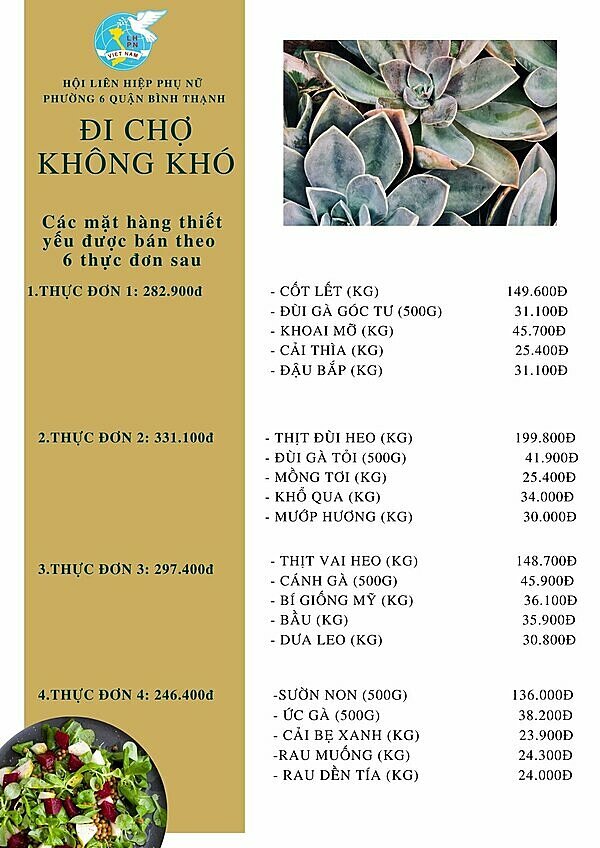 LH
PN
VIỆT NAM
HỘI LIÊN HIỆP PHỤ NỮ
PHƯỜNG 6 QUẬN BÌNH THẠNH
ĐI CHỢ
KHÔNG KHÓ
Các mặt hàng thiết
yếu được bán theo
6 thực đơn sau
1.THỰC ĐƠN 1: 282.900đ
- CỐT LẾT (KG) 149.600Đ
- ĐÙI GÀ GÓC TƯ (500G) 31.100Đ
- KHOAI MỠ (KG) 45.700Đ
- CẢI THÌA (KG) 25.400Đ
- ĐẬU BẮP (KG) 31.100Đ
2.THỰC ĐƠN 2: 331.100đ
- THỊT ĐÙI HEO (KG) 199.800Đ
- ĐÙI GÀ TỎI (500G) 41.900Đ
- MỒNG TƠI (KG) 25.400Đ
- KHỔ QUA (KG) 34.000Đ
- MƯỚP HƯƠNG (KG) 30.000Đ
3.THỰC ĐƠN 3: 297.400đ
- THỊT VAI HEO (KG) 148.700Đ
- CÁNH GÀ (500G) 45.900Đ
- BÍ GIỐNG MỸ (KG) 36.100Đ
- BẦU (KG) 35.900Đ
- DƯA LEO (KG) 30.800Đ
4.THỰC ĐƠN 4: 246.400đ
-SƯỜN NON (500G) 136.000Đ
- ỨC GÀ (500G) 38.200Đ
- CẢI BẸ XANH (KG) 23.900Đ
-RAU MUỐNG (KG) 24.300Đ
- RAU DỀN TÍA (KG) 24.000Đ